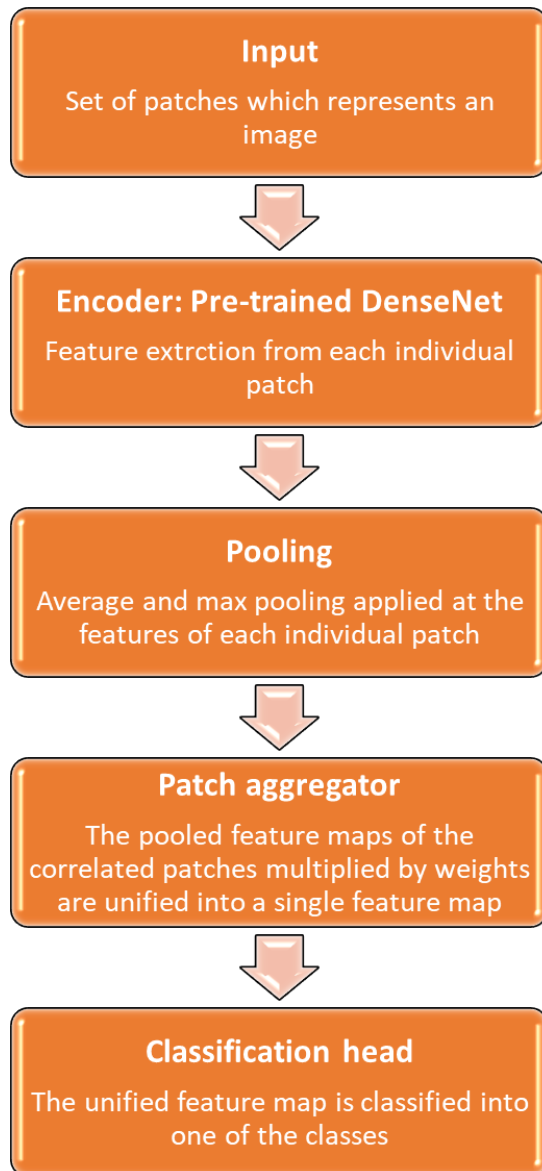 Input
Set of patches which represents an
image
Encoder: Pre-trained DenseNet
Feature extrction from each individual
patch
Pooling
Average and max pooling applied at the
features of each individual patch
Patch aggregator
The pooled feature maps of the
correlated patches multiplied by weights
are unified into a single feature map
Classification head
The unified feature map is classified into
one of the classes